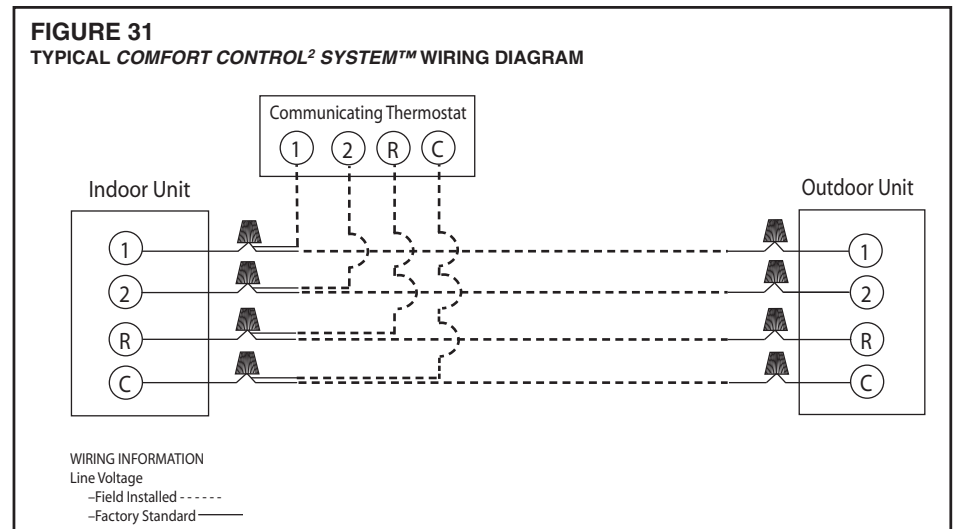 FIGURE 31
TYPICAL COMFORT CONTROL² SYSTEM™ WIRING DIAGRAM
Communicating Thermostat
1 2 R C
Indoor Unit
Outdoor Unit
1 1
2 2
R R
C C
WIRING INFORMATION
Line Voltage
–Field Installed - - - - - -
–Factory Standard